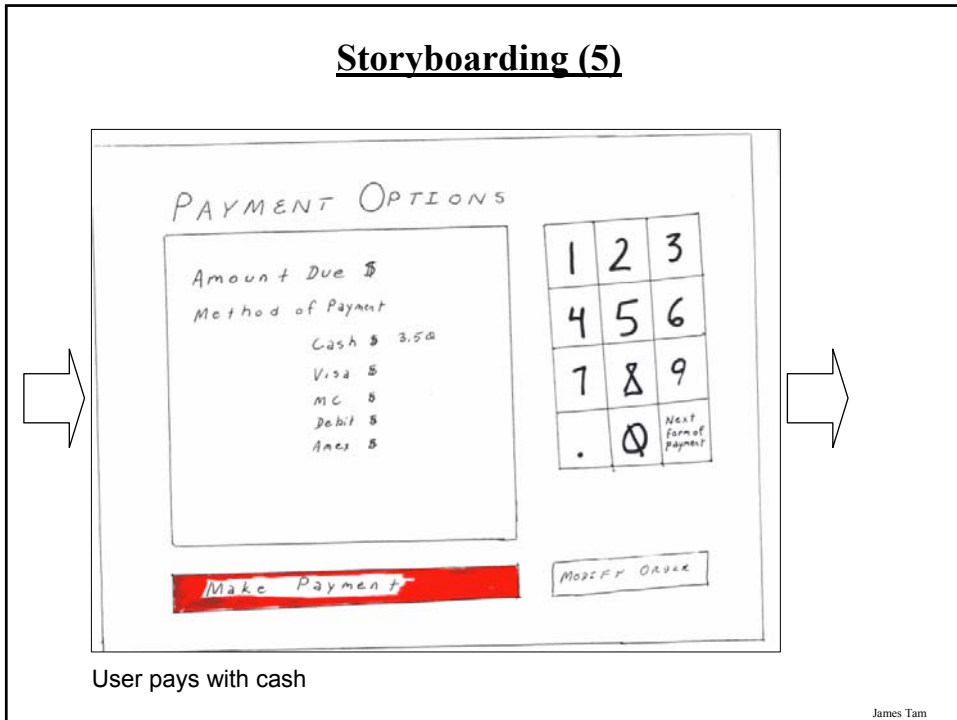 Storyboarding (5)
PAYMENT OPTIONS
Amount Due $
Method of Payment
Cash $ 3.50
Visa $
MC $
Debit $
Amex $
1 2 3
4 5 6
7 8 9
. 0 Next form of payment
Make Payment
MODIFY ORDER
User pays with cash
James Tam